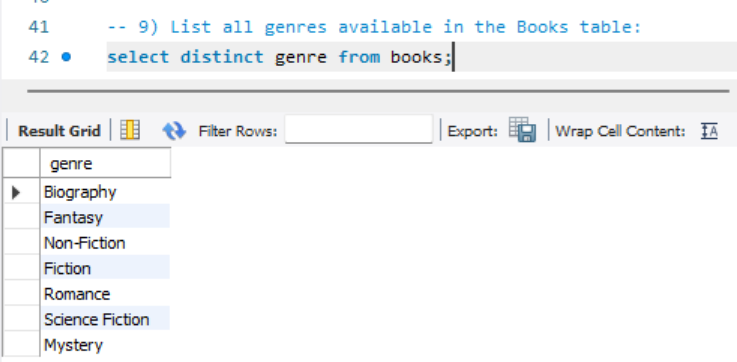 41 -- 9) List all genres available in the Books table:
42 select distinct genre from books;
Result Grid Filter Rows: Export: Wrap Cell Content: IA
genre
Biography
Fantasy
Non-Fiction
Fiction
Romance
Science Fiction
Mystery